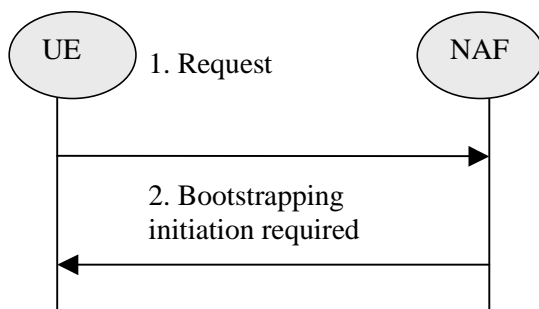 UE
NAF
1. Request
2. Bootstrapping
initiation required